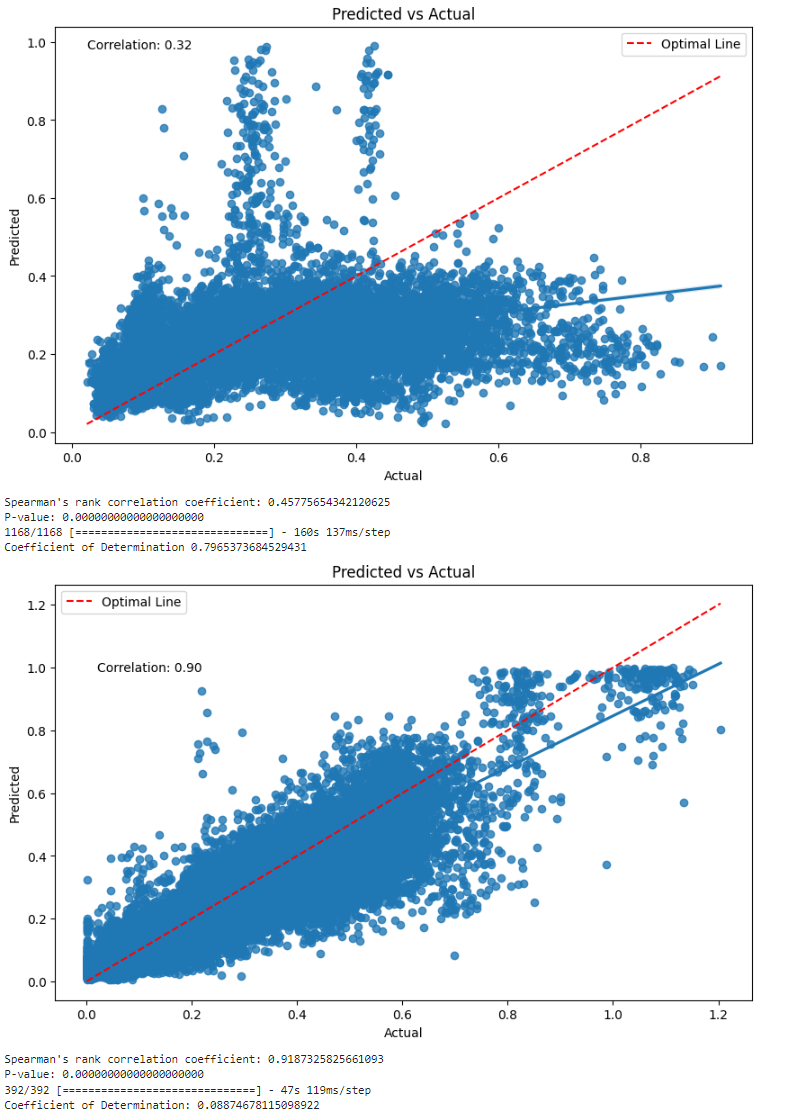 Predicted vs Actual
Correlation: 0.32
Optimal Line
1.0
0.8
0.6
0.4
0.2
0.0
Predicted
0.0 0.2 0.4 0.6 0.8
Actual
Spearman's rank correlation coefficient: 0.45775654342120625
P-value: 0.00000000000000000000
1168/1168 [==============================] - 160s 137ms/step
Coefficient of Determination 0.7965373684529431
Predicted vs Actual
Optimal Line
Correlation: 0.90
1.2
1.0
0.8
0.6
0.4
0.2
0.0
Predicted
0.0 0.2 0.4 0.6 0.8 1.0 1.2
Actual
Spearman's rank correlation coefficient: 0.9187325825661093
P-value: 0.00000000000000000000
392/392 [==============================] - 47s 119ms/step
Coefficient of Determination: 0.08874678115098922